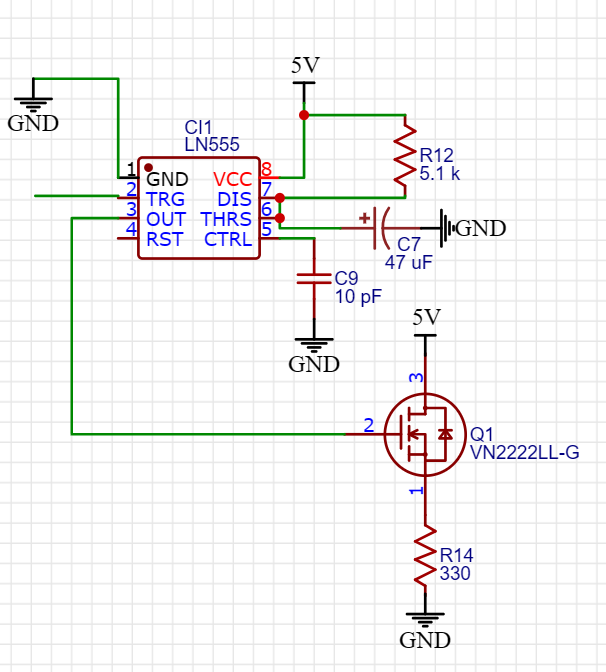 5V
GND
CI1
LN555
1
GND
VCC
8
2
TRG
DIS
7
3
OUT
THRS
6
4
RST
CTRL
5
R12
5.1 k
+
GND
C7
47 uF
C9
10 pF
GND
5V
3
2
Q1
VN2222LL-G
1
R14
330
GND